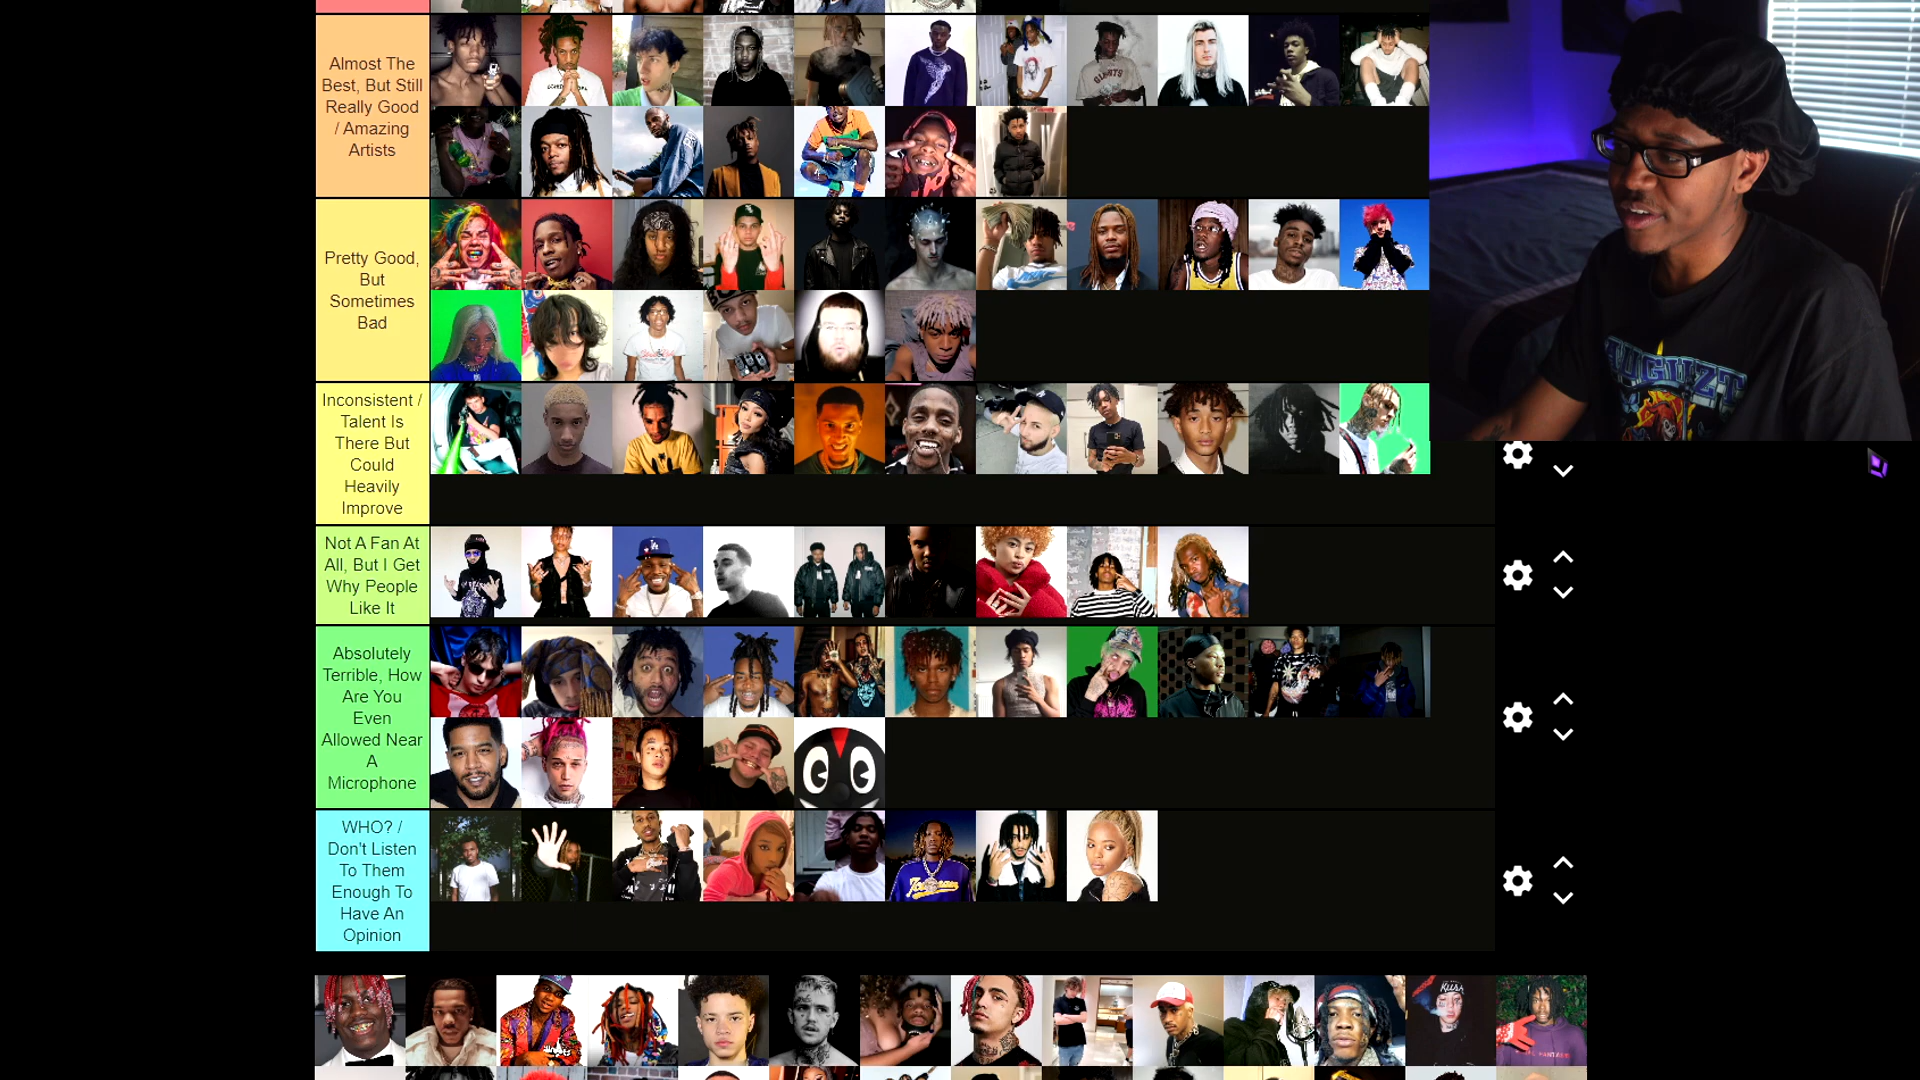 Almost The
Best, But Still
Really Good
/ Amazing
Artists
Pretty Good,
But
Sometimes
Bad
Inconsistent /
Talent Is
There But
Could
Heavily
Improve
Not A Fan At
All, But I Get
Why People
Like It
Absolutely
Terrible, How
Are You
Even
Allowed Near
A
Microphone
WHO? /
Don't Listen
To Them
Enough To
Have An
Opinion